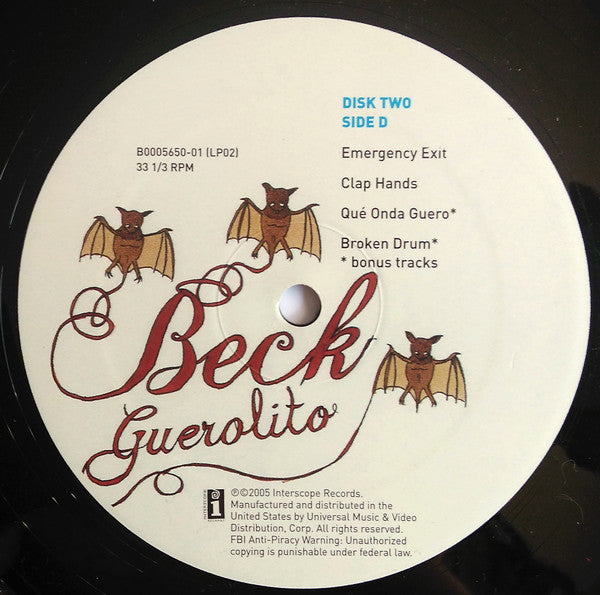 DISK TWO
SIDE D
B0005650-01 (LP02)
33 1/3 RPM
Emergency Exit
Clap Hands
Qué Onda Guero*
Broken Drum*
* bonus tracks
Beck
Guerolito
℗©2005 Interscope Records.
Manufactured and distributed in the
United States by Universal Music & Video
Distribution, Corp. All rights reserved.
FBI Anti-Piracy Warning: Unauthorized
copying is punishable under federal law.